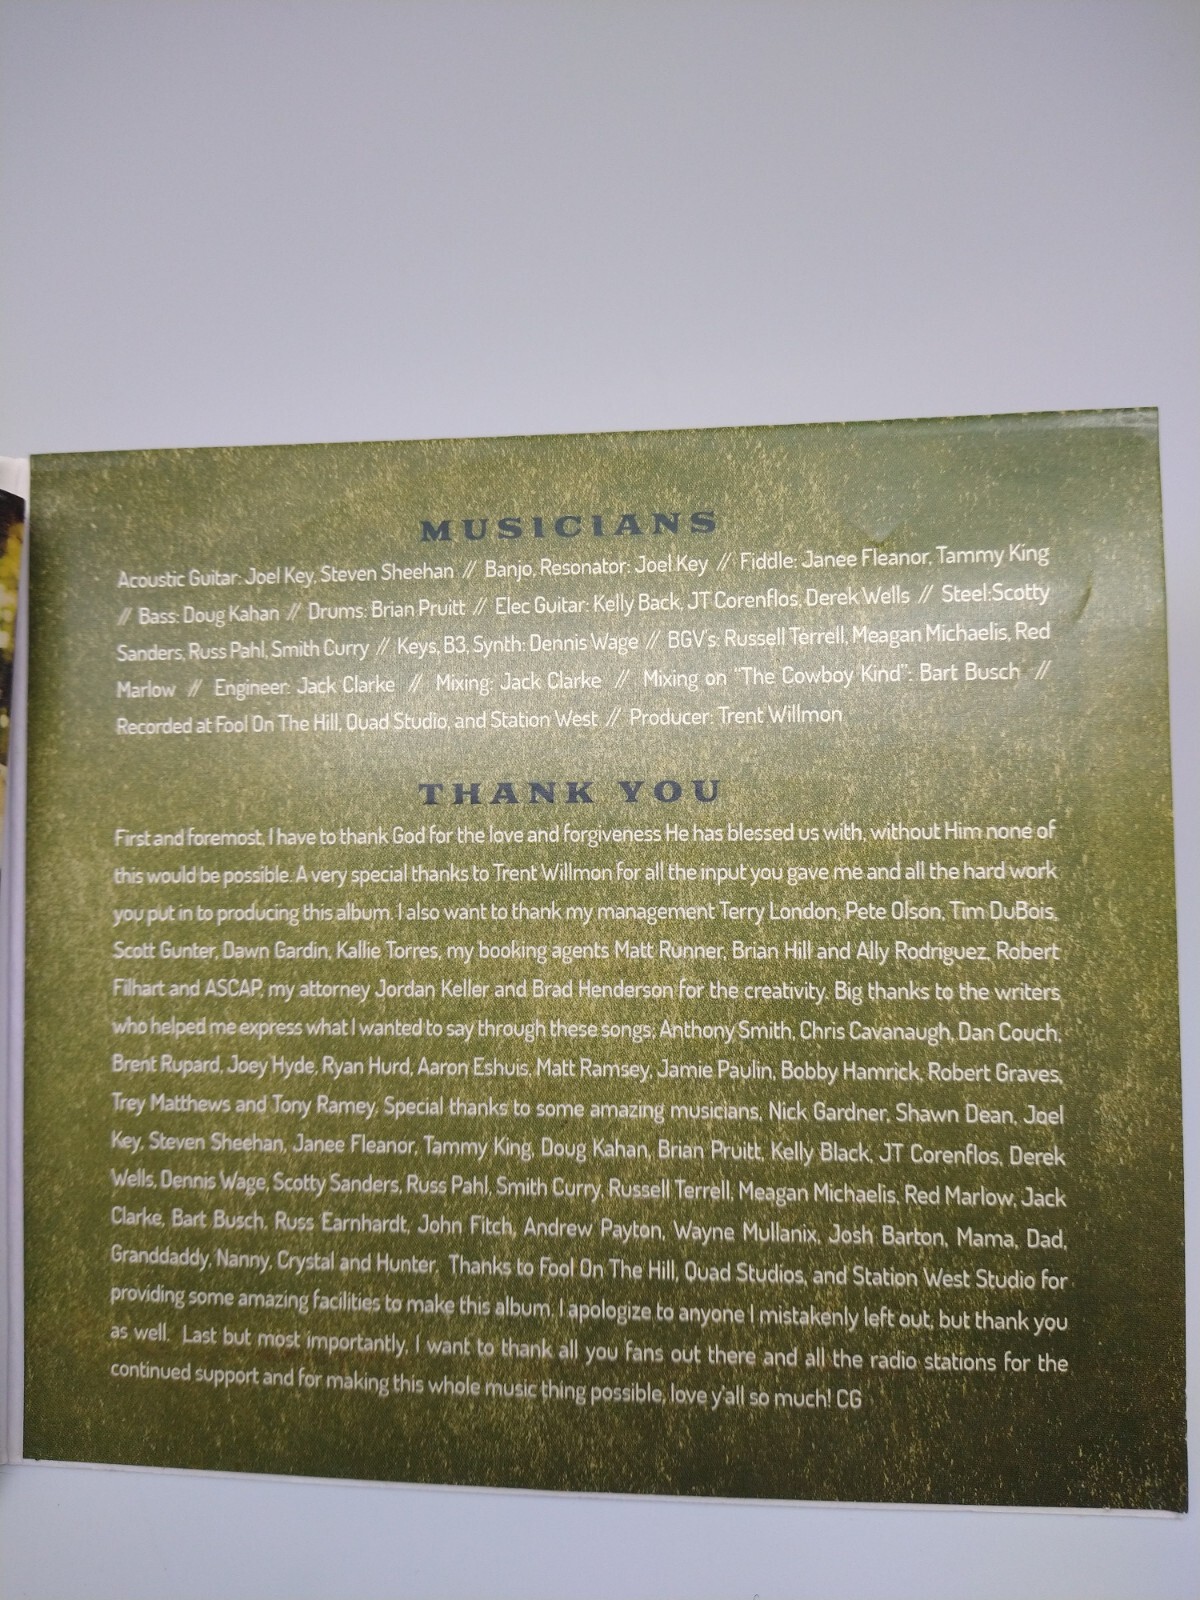 MUSICIANS
Acoustic Guitar: Joel Key, Steven Sheehan // Banjo, Resonator: Joel Key // Fiddle: Janee Fleanor, Tammy King
// Bass: Doug Kahan // Drums: Brian Pruitt // Elec Guitar: Kelly Back, JT Corenflos, Derek Wells // Steel:Scotty
Sanders, Russ Pahl, Smith Curry // Keys, B3, Synth: Dennis Wage // BGV's: Russell Terrell, Meagan Michaelis, Red
Marlow // Engineer: Jack Clarke // Mixing: Jack Clarke // Mixing on "The Cowboy Kind": Bart Busch //
Recorded at Fool On The Hill, Quad Studio, and Station West // Producer: Trent Willmon
THANK YOU
First and foremost, I have to thank God for the love and forgiveness He has blessed us with, without Him none of
this would be possible. A very special thanks to Trent Willmon for all the input you gave me and all the hard work
you put in to producing this album. I also want to thank my management Terry London, Pete Olson, Tim DuBois,
Scott Gunter, Dawn Gardin, Kallie Torres, my booking agents Matt Runner, Brian Hill and Ally Rodriguez, Robert
Filhart and ASCAP, my attorney Jordan Keller and Brad Henderson for the creativity. Big thanks to the writers
who helped me express what I wanted to say through these songs; Anthony Smith, Chris Cavanaugh, Dan Couch,
Brent Rupard, Joey Hyde, Ryan Hurd, Aaron Eshuis, Matt Ramsey, Jamie Paulin, Bobby Hamrick, Robert Graves,
Trey Matthews and Tony Ramey. Special thanks to some amazing musicians, Nick Gardner, Shawn Dean, Joel
Key, Steven Sheehan, Janee Fleanor, Tammy King, Doug Kahan, Brian Pruitt, Kelly Black, JT Corenflos, Derek
Wells, Dennis Wage, Scotty Sanders, Russ Pahl, Smith Curry, Russell Terrell, Meagan Michaelis, Red Marlow, Jack
Clarke, Bart Busch, Russ Earnhardt, John Fitch, Andrew Payton, Wayne Mullanix, Josh Barton, Mama, Dad,
Granddaddy, Nanny, Crystal and Hunter. Thanks to Fool On The Hill, Quad Studios, and Station West Studio for
providing some amazing facilities to make this album. I apologize to anyone I mistakenly left out, but thank you
as well. Last but most importantly, I want to thank all you fans out there and all the radio stations for the
continued support and for making this whole music thing possible, love y'all so much! CG